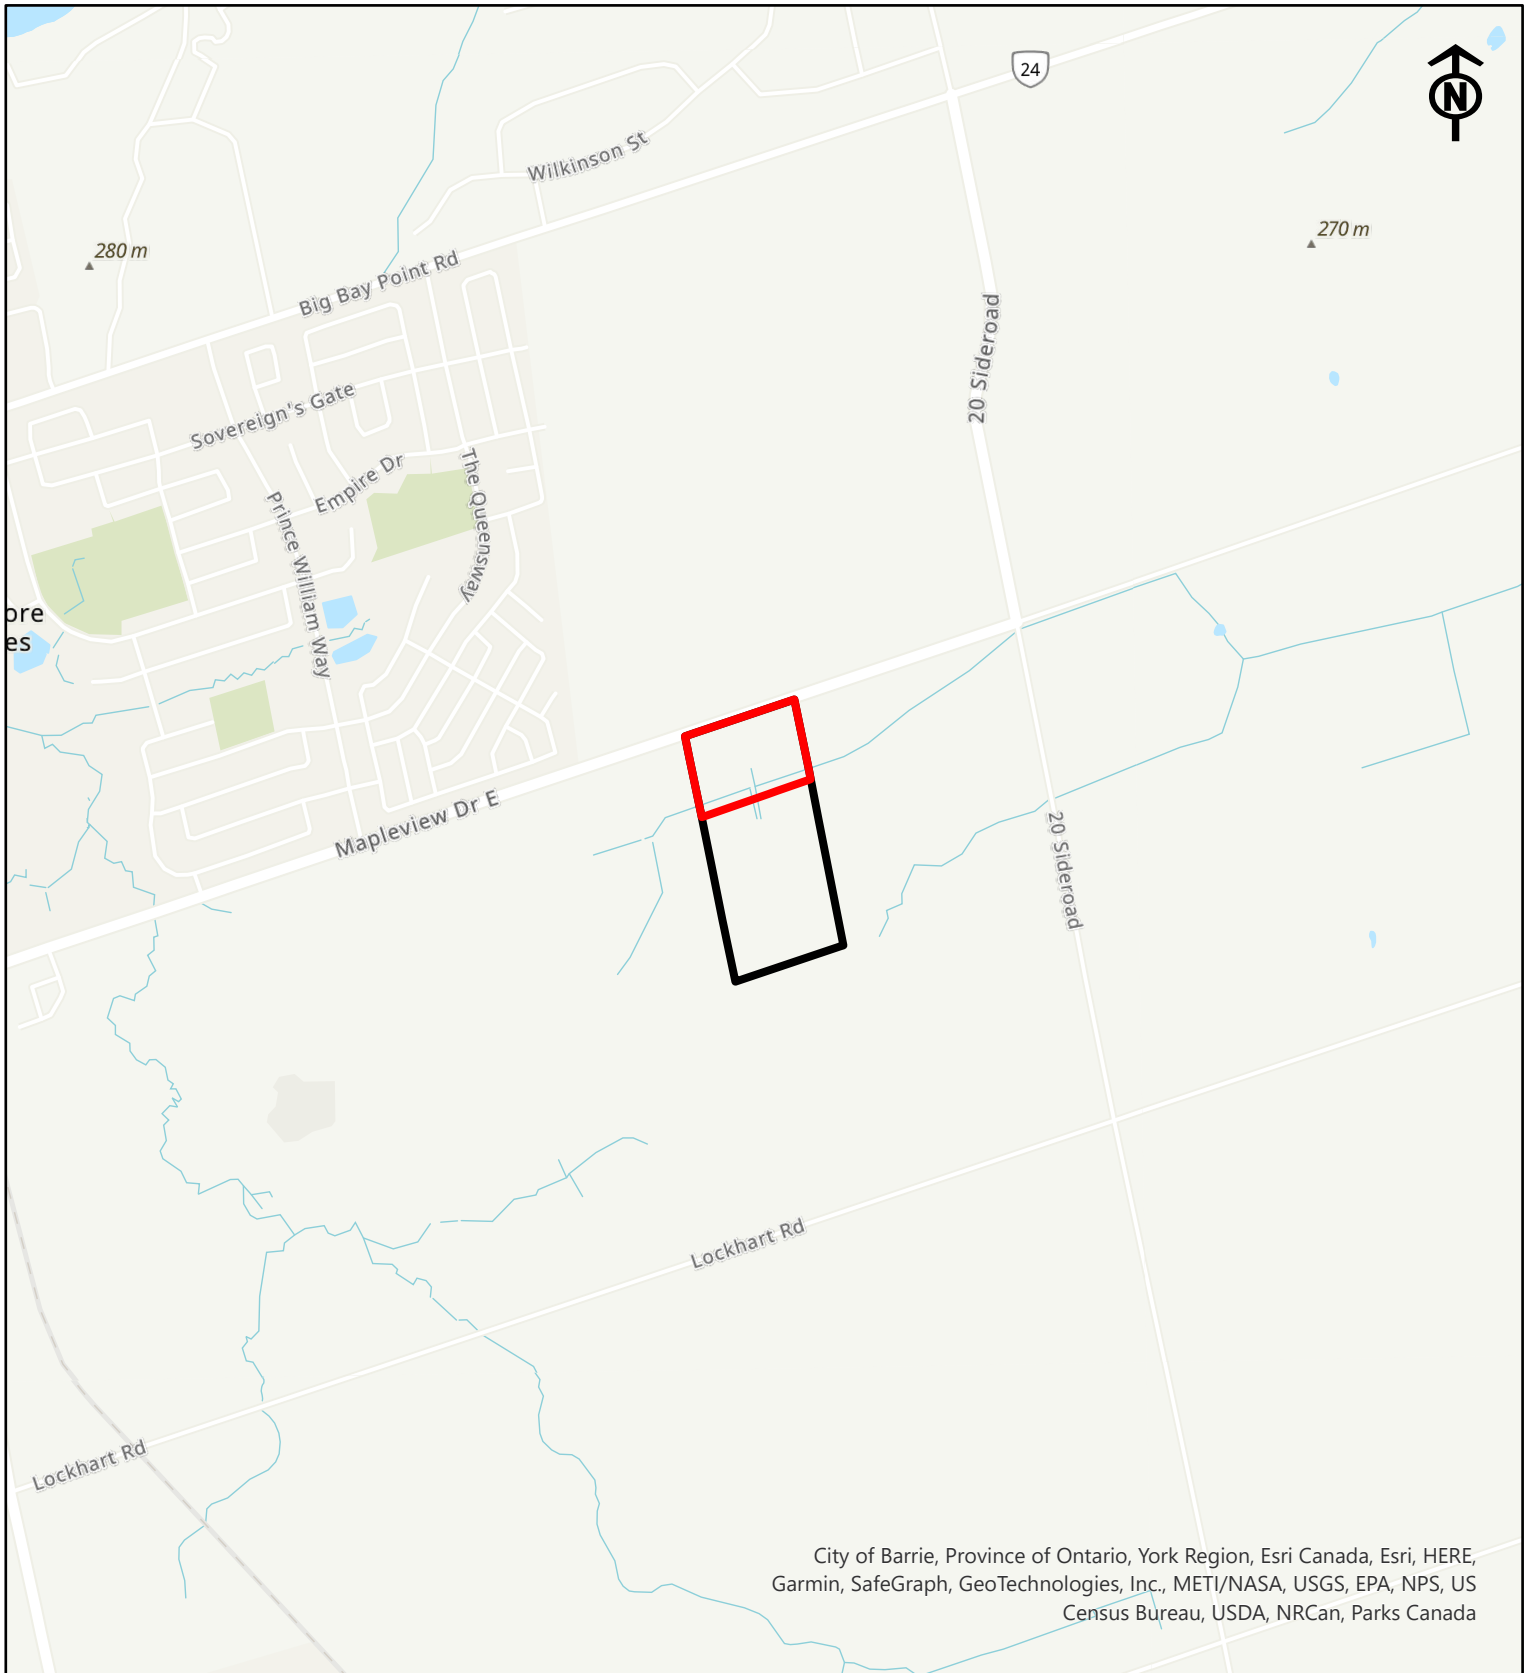 24
N
Wilkinson St
280 m
270 m
Big Bay Point Rd
20 Sideroad
Sovereign's Gate
Empire Dr
The Queensway
Prince William Way
ore
es
Mapleview Dr E
20 Sideroad
Lockhart Rd
Lockhart Rd
City of Barrie, Province of Ontario, York Region, Esri Canada, Esri, HERE,
Garmin, SafeGraph, GeoTechnologies, Inc., METI/NASA, USGS, EPA, NPS, US
Census Bureau, USDA, NRCan, Parks Canada